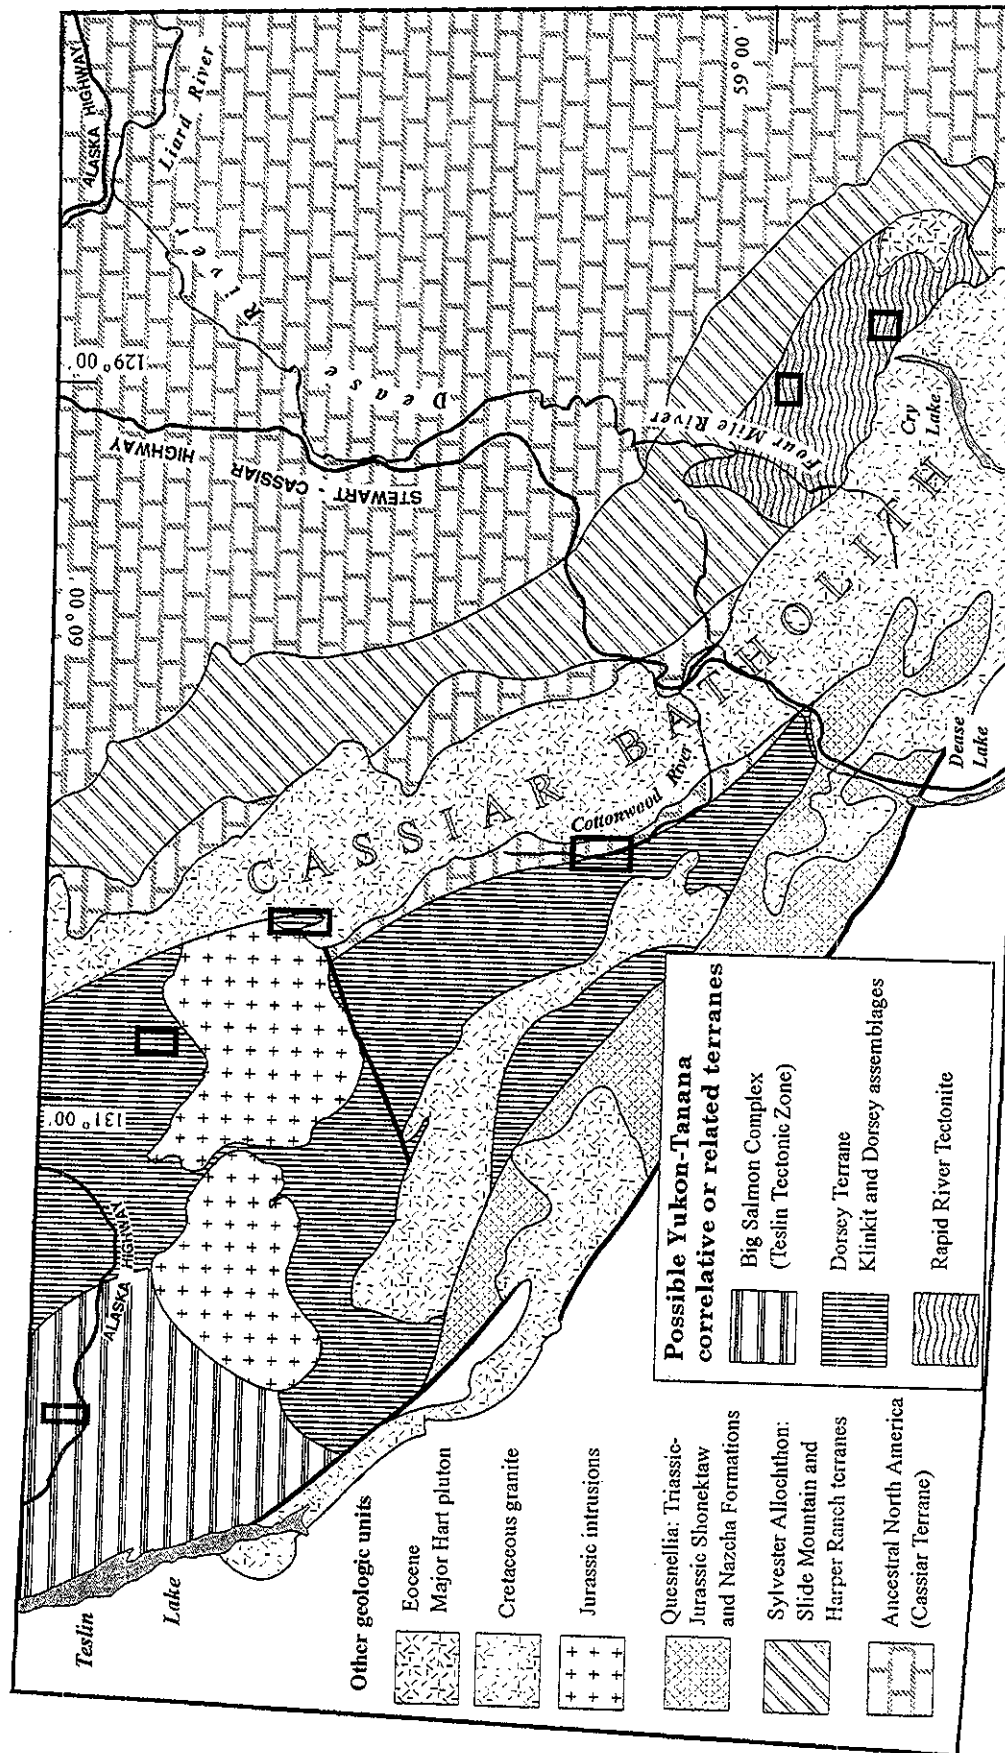 ALASKA HIGHWAY
Liard River
59° 00'
129° 00'
Dease River
STEWART - CASSIAR
HIGHWAY
60° 00'
Four Mile River
Cry
Lake
CASSIAR BATHOLITH
Cottonwood River
Dease
Lake
131° 00'
ALASKA HIGHWAY
Teslin
Lake
Other geologic units
Eocene
Major Hart pluton
Cretaceous granite
Jurassic intrusions
Quesnellia: Triassic-
Jurassic Shonektaw
and Nazcha Formations
Sylvester Allochthon:
Slide Mountain and
Harper Ranch terranes
Ancestral North America
(Cassiar Terrane)
Possible Yukon-Tanana
correlative or related terranes
Big Salmon Complex
(Teslin Tectonic Zone)
Dorsey Terrane
Klinkit and Dorsey assemblages
Rapid River Tectonite